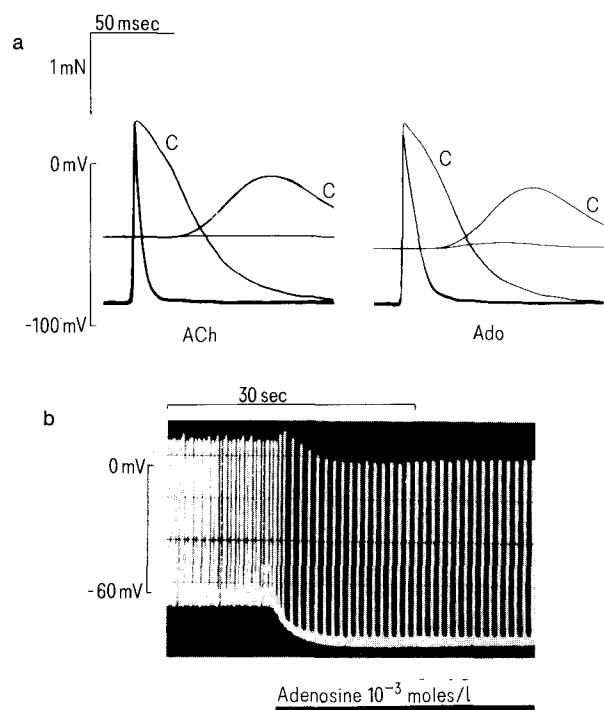 50 msec
a
1 mN
C
C
C
C
0 mV
-100 mV
ACh
Ado
30 sec
b
0 mV
-60 mV
Adenosine 10⁻³ moles/l